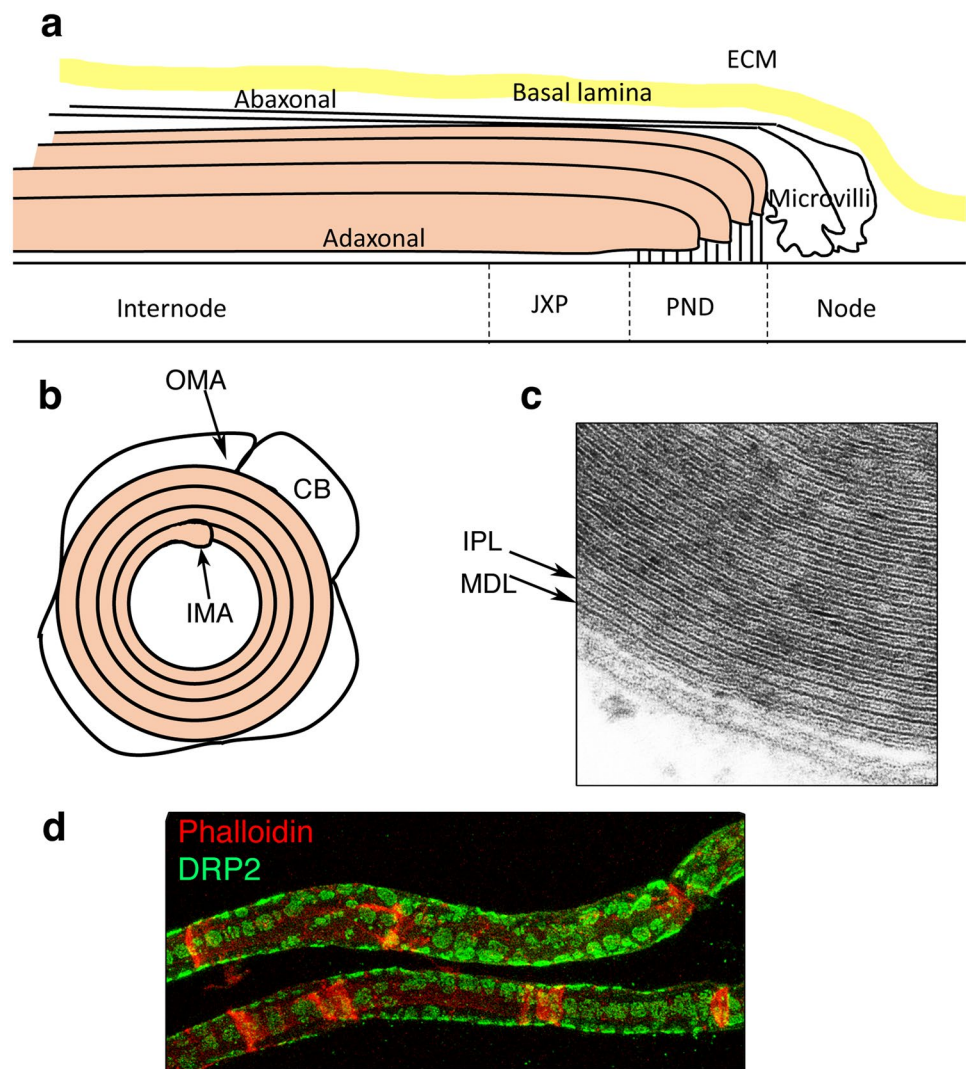 a
ECM
Abaxonal
Basal lamina
Microvilli
Adaxonal
Internode
JXP
PND
Node
b
OMA
CB
IMA
c
IPL
MDL
d
Phalloidin
DRP2